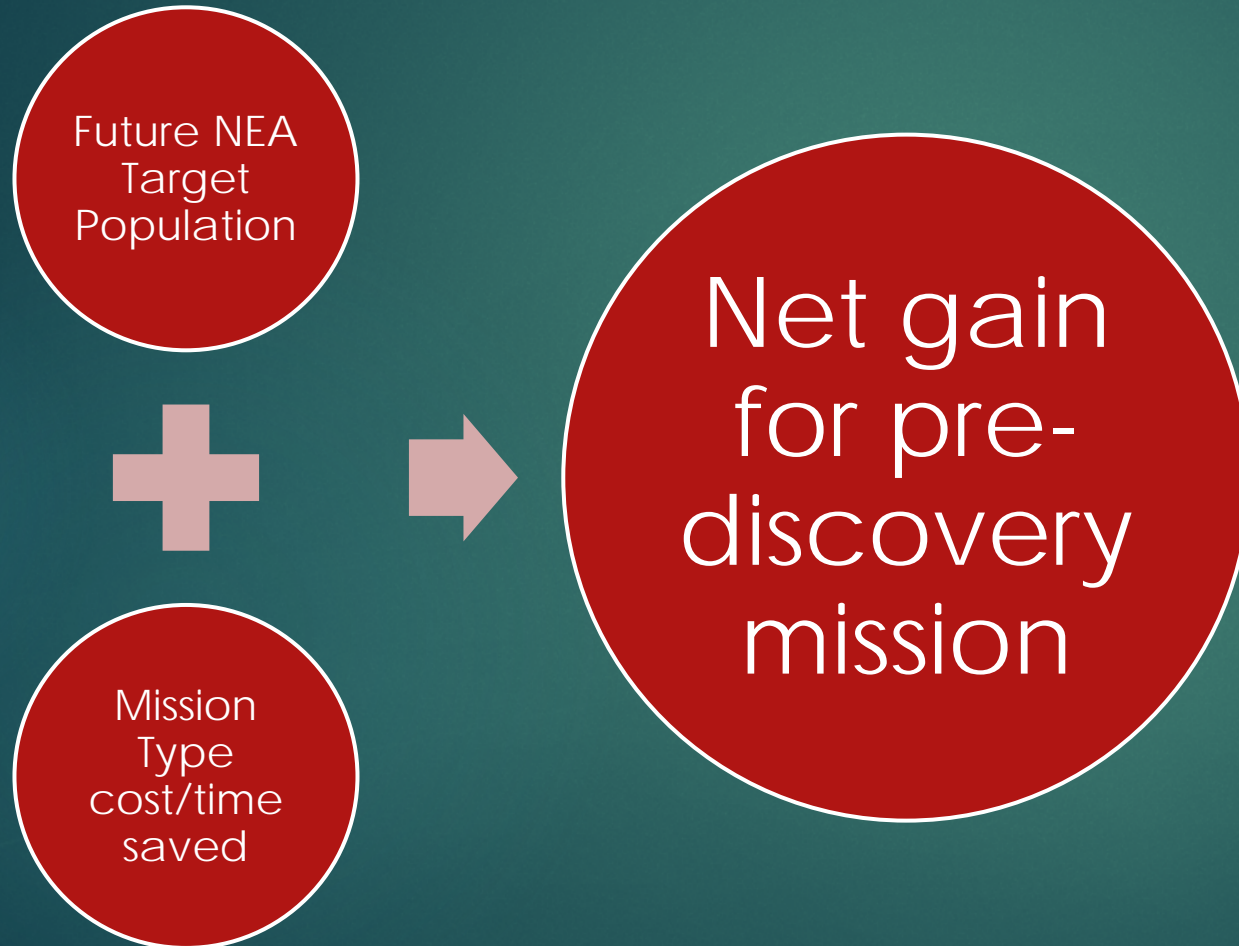 Future NEA
Target
Population
Mission
Type
cost/time
saved
Net gain
for pre-
discovery
mission